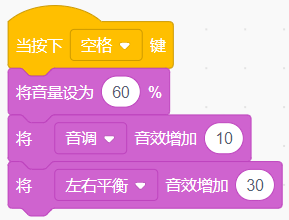 当按下 空格 键
将音量设为 60 %
将 音调 音效增加 10
将 左右平衡 音效增加 30